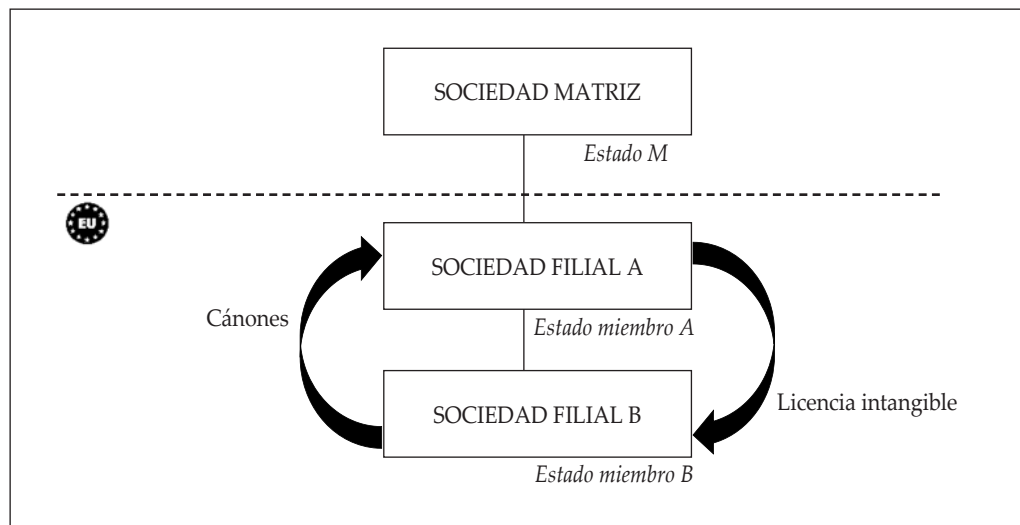 SOCIEDAD MATRIZ
Estado M
EU
SOCIEDAD FILIAL A
Cánones
Estado miembro A
Licencia intangible
SOCIEDAD FILIAL B
Estado miembro B